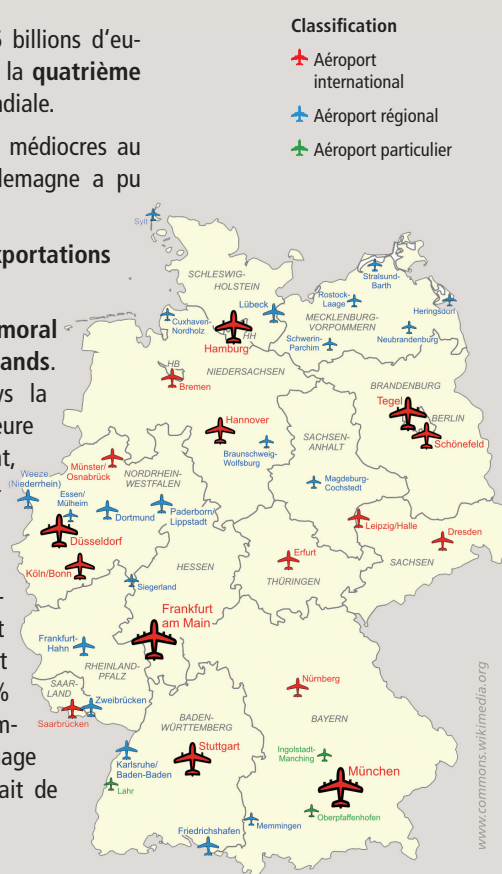 5 billions d'eu-
la quatrième
ndiale.
médiocres au
lemagne a pu
xportations
moral
ands.
ys la
eure
nt,
t
t
%
m-
age
ait de
Classification
Aéroport
international
Aéroport régional
Aéroport particulier
Sylt
SCHLESWIG-
HOLSTEIN
Stralsund-
Barth
Rostock-
Laage
Lübeck
Heringsdorf
Cuxhaven-
Nordholz
MECKLENBURG-
VORPOMMERN
HH
Hamburg
Schwerin-
Parchim
Neubrandenburg
HB
Bremen
NIEDERSACHSEN
BRANDENBURG
Tegel
BERLIN
Schönefeld
Hannover
Braunschweig-
Wolfsburg
SACHSEN-
ANHALT
Magdeburg-
Cochstedt
Münster/
Osnabrück
Weeze
(Niederrhein)
NORDRHEIN-
WESTFALEN
Essen/
Mülheim
Dortmund
Paderborn/
Lippstadt
Düsseldorf
Köln/Bonn
Leipzig/Halle
Dresden
SACHSEN
Erfurt
THÜRINGEN
HESSEN
Siegerland
Frankfurt
am Main
Frankfurt-
Hahn
RHEINLAND-
PFALZ
SAAR-
LAND
Zweibrücken
Saarbrücken
Nürnberg
BAYERN
BADEN-
WÜRTTEMBERG
Stuttgart
Karlsruhe/
Baden-Baden
Lahr
Ingolstadt-
Manching
München
Oberpfaffenhofen
Memmingen
Friedrichshafen
www.commons.wikimedia.org